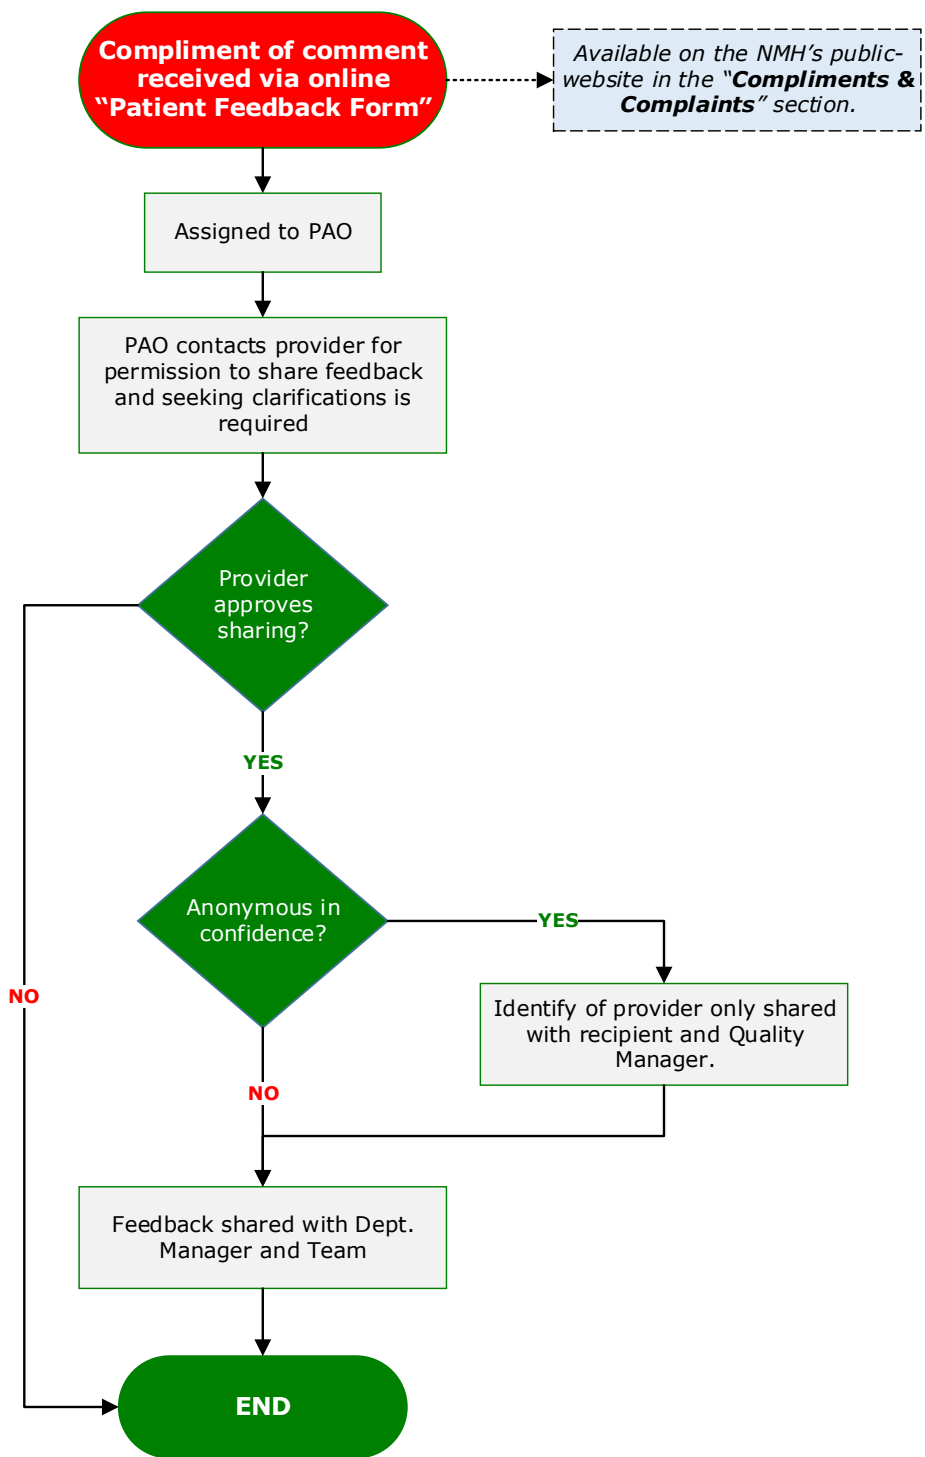 Compliment of comment
received via online
“Patient Feedback Form”
Available on the NMH’s public-
website in the “Compliments &
Complaints” section.
Assigned to PAO
PAO contacts provider for
permission to share feedback
and seeking clarifications is
required
Provider
approves
sharing?
YES
Anonymous in
confidence?
YES
NO
Identify of provider only shared
with recipient and Quality
Manager.
NO
Feedback shared with Dept.
Manager and Team
END